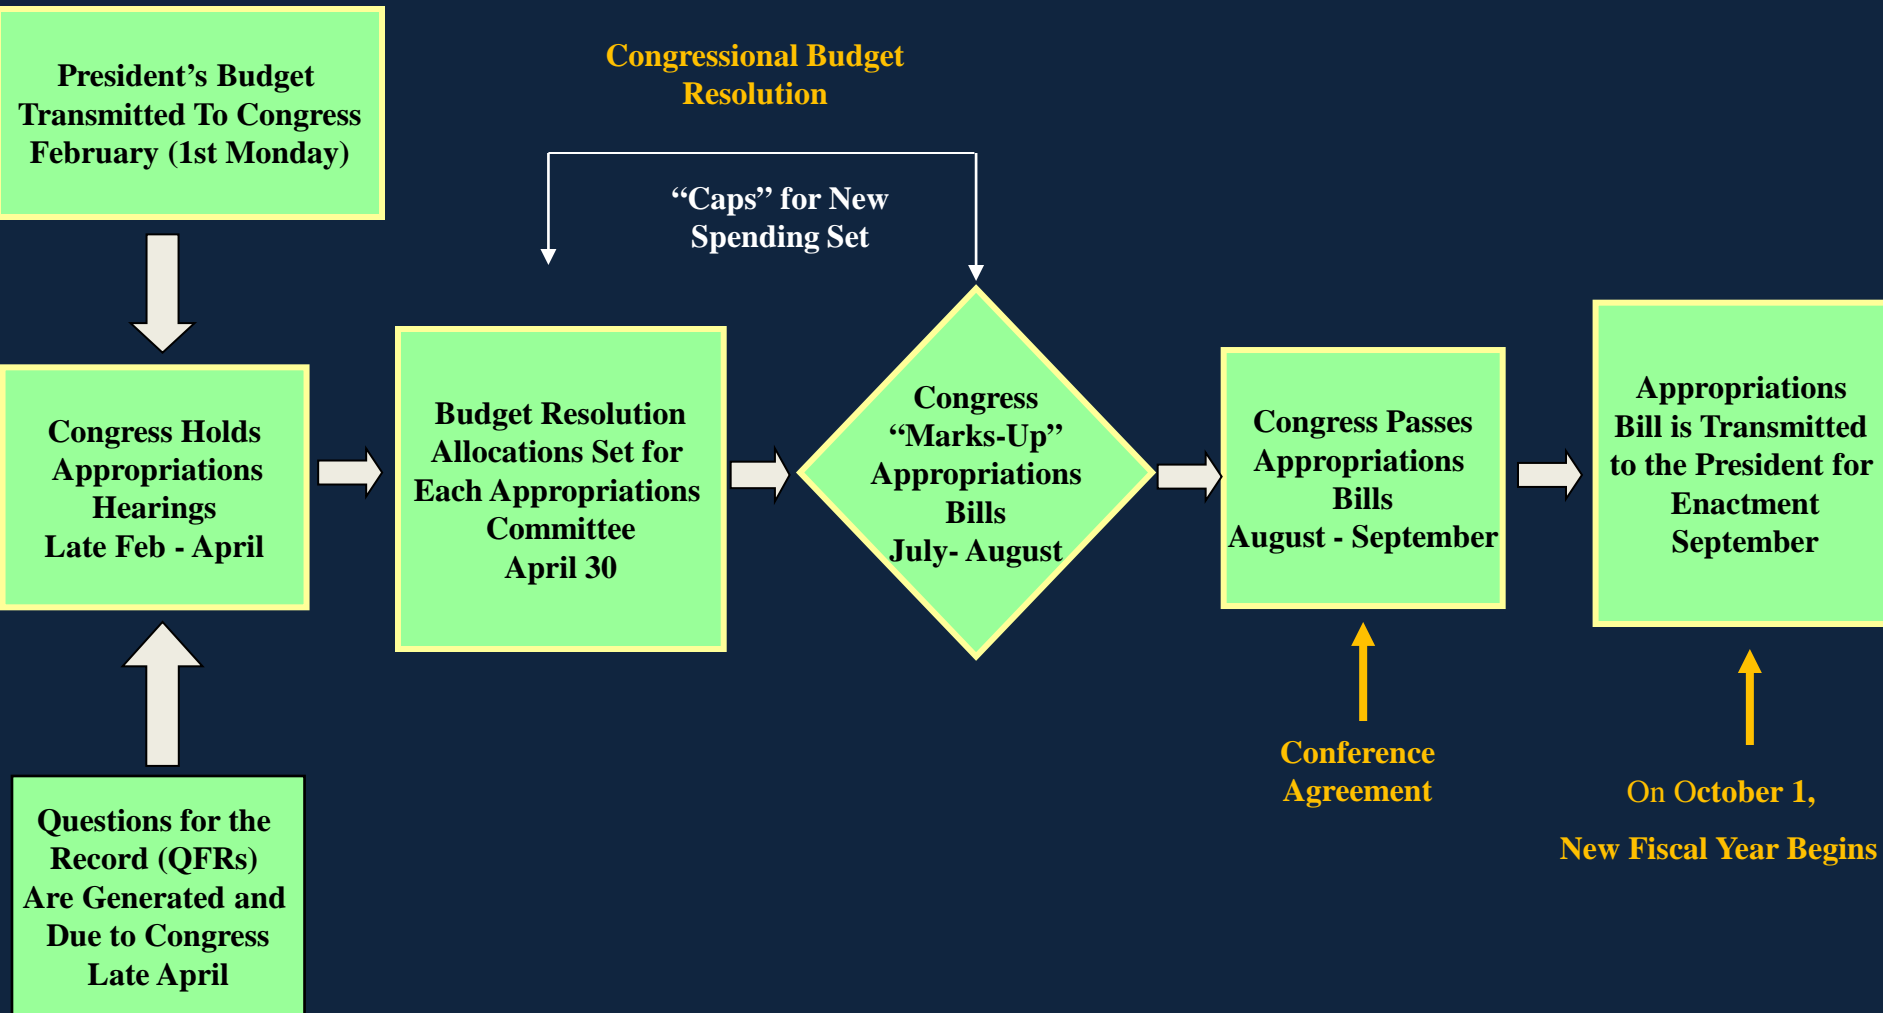 President’s Budget
Transmitted To Congress
February (1st Monday)
Congressional Budget
Resolution
“Caps” for New
Spending Set
Congress Holds
Appropriations
Hearings
Late Feb - April
Budget Resolution
Allocations Set for
Each Appropriations
Committee
April 30
Congress
“Marks-Up”
Appropriations
Bills
July- August
Congress Passes
Appropriations
Bills
August - September
Appropriations
Bill is Transmitted
to the President for
Enactment
September
Questions for the
Record (QFRs)
Are Generated and
Due to Congress
Late April
Conference
Agreement
On October 1,
New Fiscal Year Begins